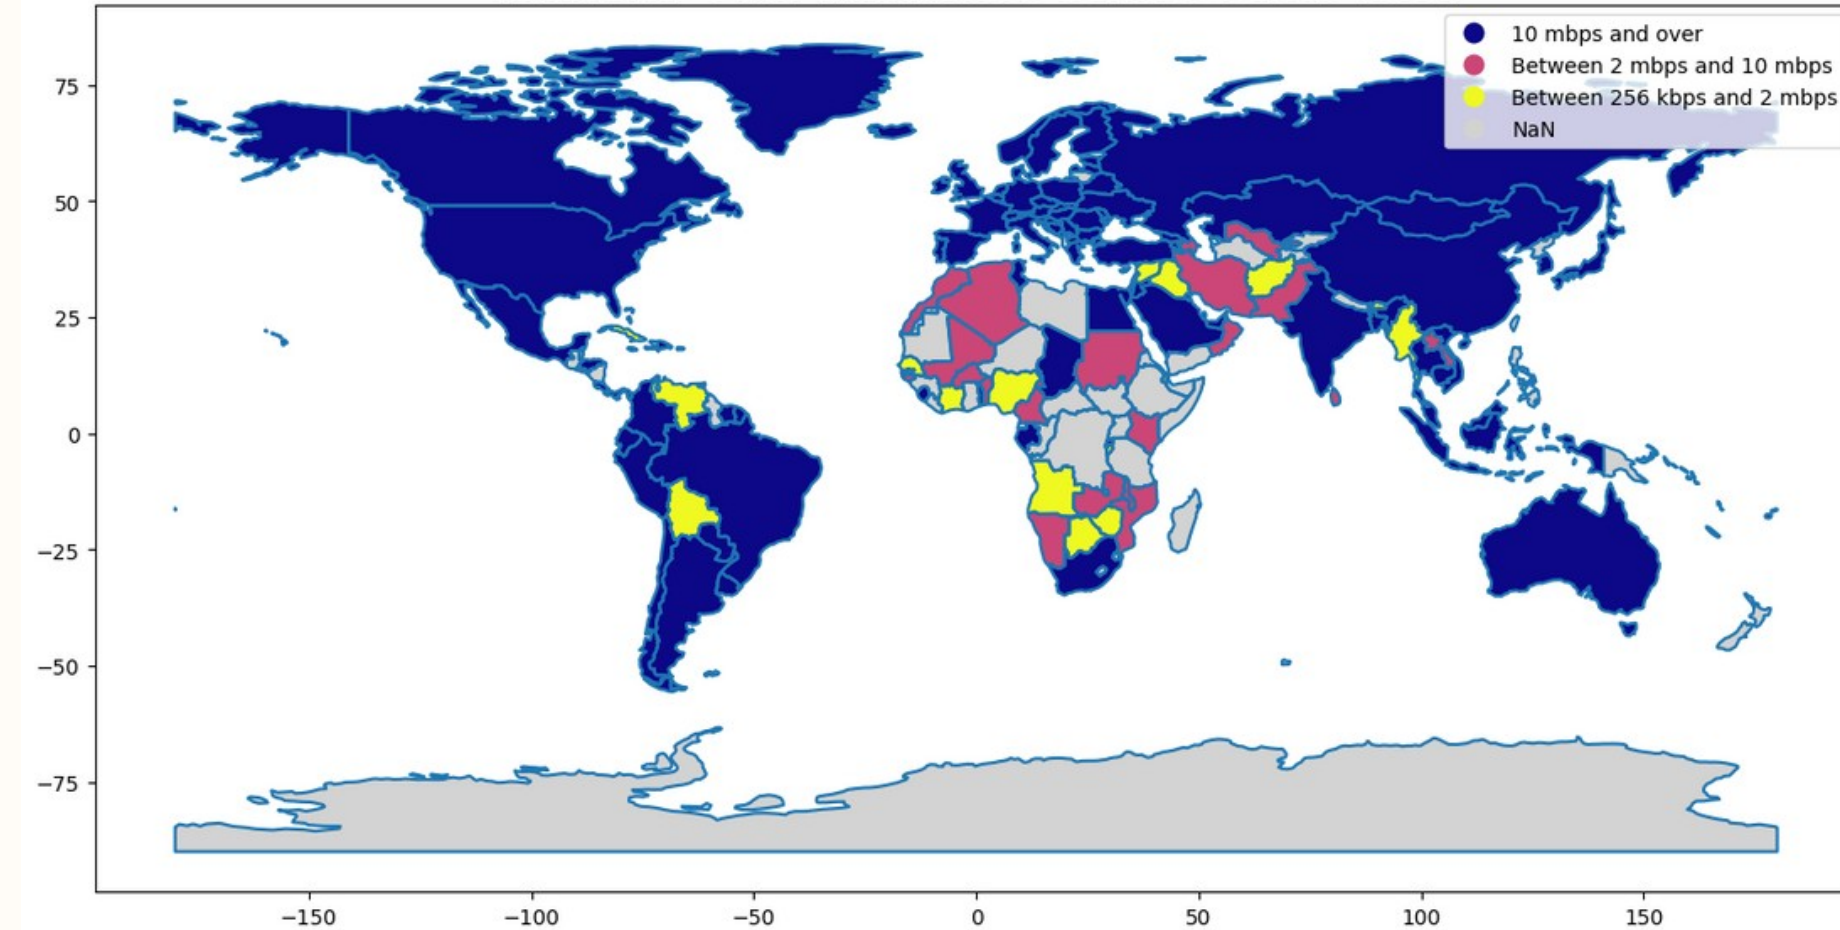 10 mbps and over
Between 2 mbps and 10 mbps
Between 256 kbps and 2 mbps
NaN
75
50
25
0
−25
−50
−75
−150 −100 −50 0 50 100 150